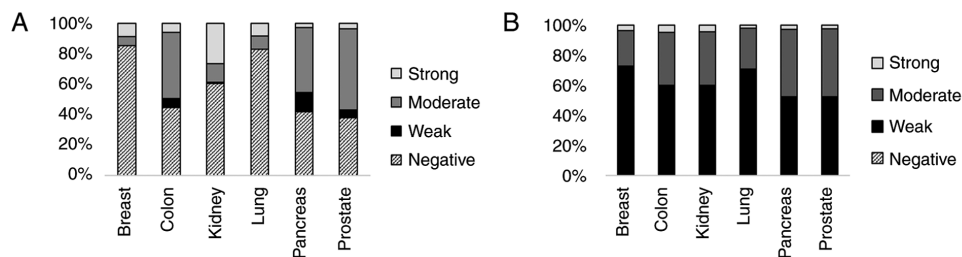 A
100%
80%
60%
40%
20%
0%
Breast
Colon
Kidney
Lung
Pancreas
Prostate
Strong
Moderate
Weak
Negative
B
100%
80%
60%
40%
20%
0%
Breast
Colon
Kidney
Lung
Pancreas
Prostate
Strong
Moderate
Weak
Negative